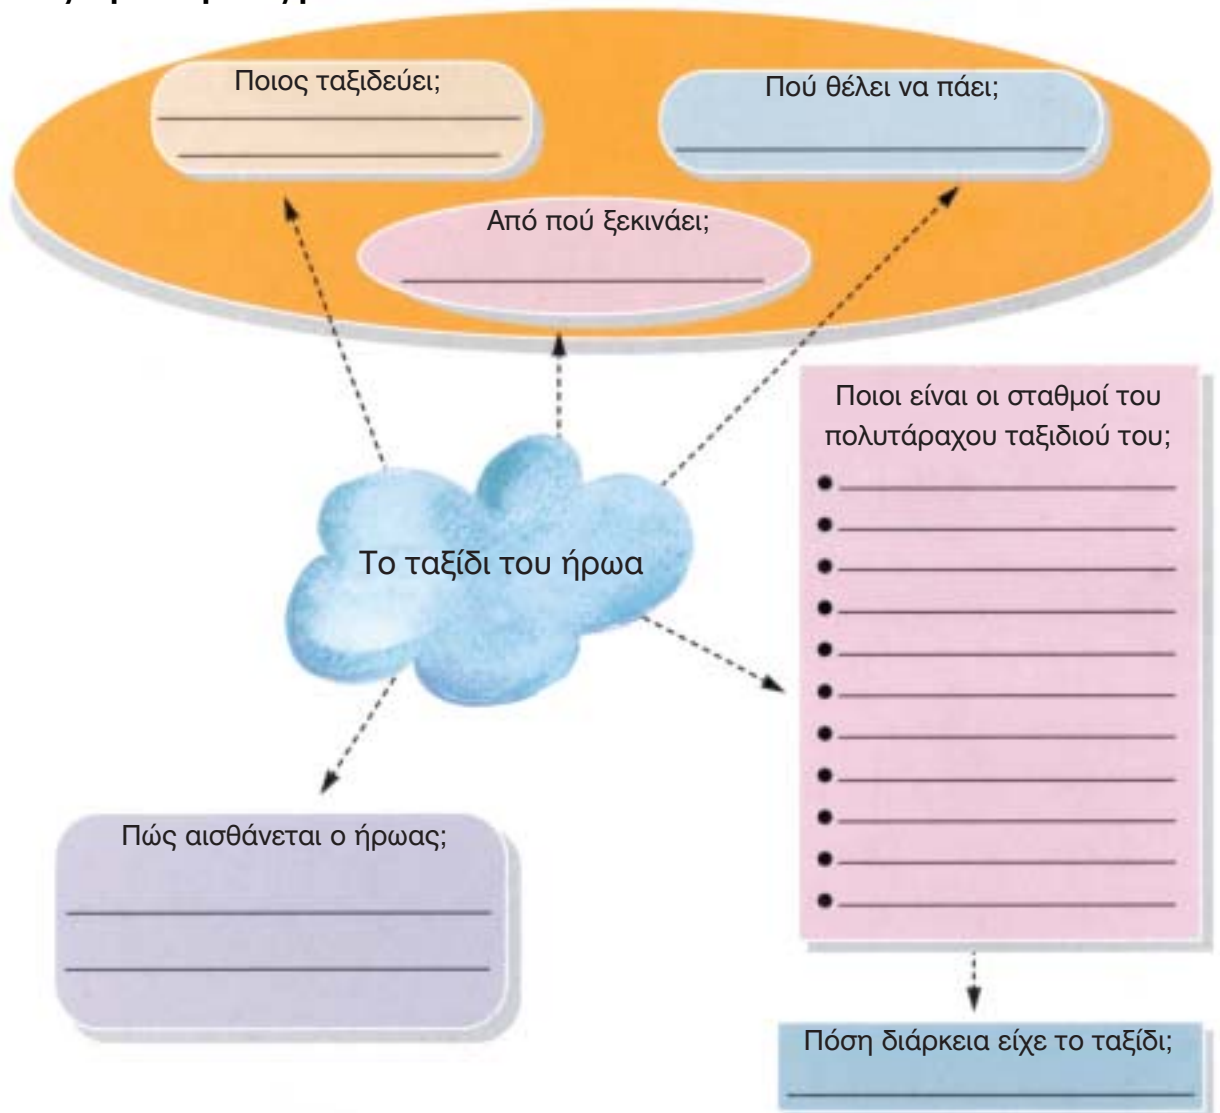 Ποιος ταξιδεύει;
Πού θέλει να πάει;
Από πού ξεκινάει;
Ποιοι είναι οι σταθμοί του
πολυτάραχου ταξιδιού του;
Το ταξίδι του ήρωα
Πώς αισθάνεται ο ήρωας;
Πόση διάρκεια είχε το ταξίδι;